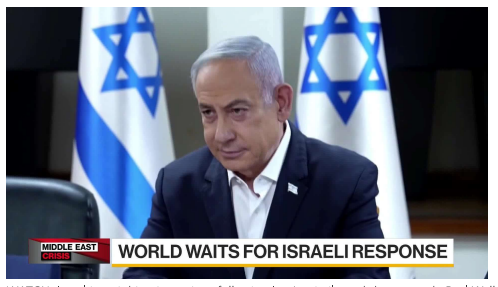 MIDDLE EAST
CRISIS
WORLD WAITS FOR ISRAELI RESPONSE